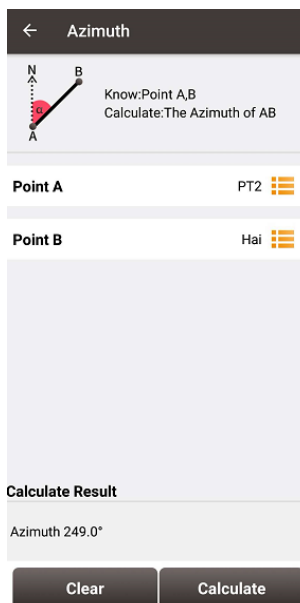 Azimuth
N
B
α
A
Know:Point A,B
Calculate:The Azimuth of AB
Point A
PT2
Point B
Hai
Calculate Result
Azimuth 249.0°
Clear
Calculate